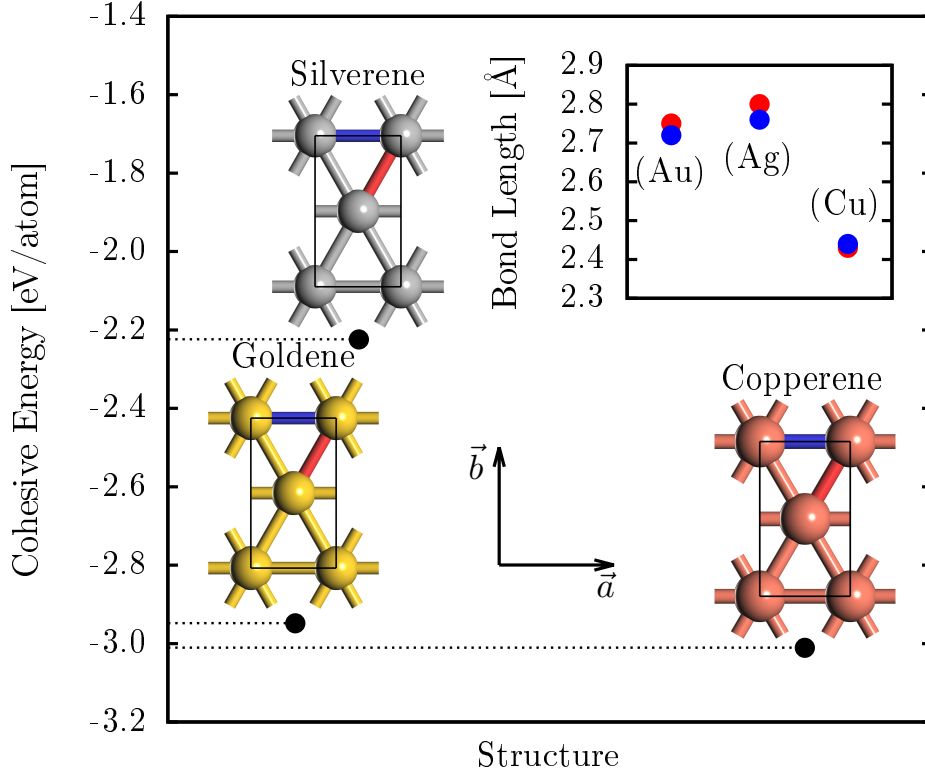 Cohesive Energy [eV/atom]
-1.4
-1.6
-1.8
-2.0
-2.2
-2.4
-2.6
-2.8
-3.0
-3.2
Silverene
Goldene
Copperene
Bond Length [Å]
2.9
2.8
2.7
2.6
2.5
2.4
2.3
(Au)
(Ag)
(Cu)
b⃗
a⃗
Structure